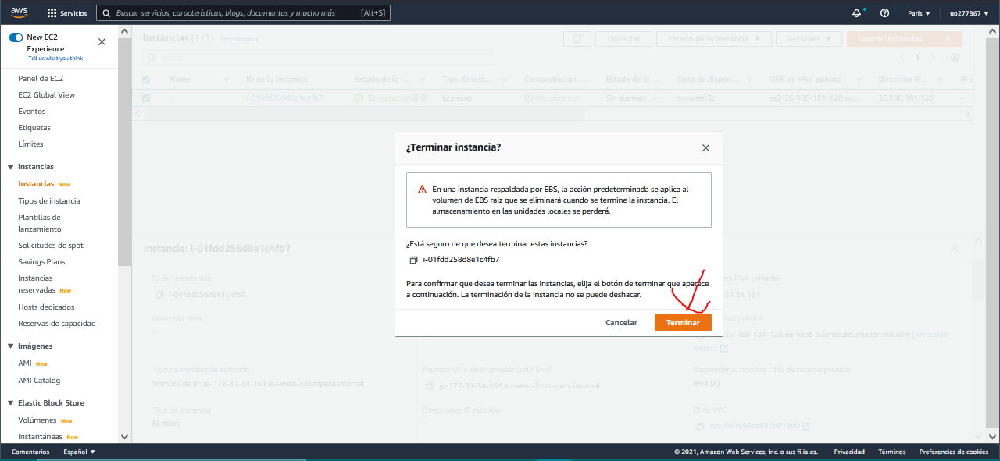 aws
Servicios
Buscar servicios, características, blogs, documentos y mucho más
[Alt+S]
París ▼
uo277867 ▼
New EC2
Experience
Tell us what you think
Panel de EC2
EC2 Global View
Eventos
Etiquetas
Límites
Instancias
Instancias New
Tipos de instancia
Plantillas de
lanzamiento
Solicitudes de spot
Savings Plans
Instancias
reservadas New
Hosts dedicados
Reservas de capacidad
Imágenes
AMI New
AMI Catalog
Elastic Block Store
Volúmenes New
Instantáneas New
Instancias (1/1) Información
Conectar
Estado de la instancia ▼
Acciones ▼
Lanzar instancias ▼
Buscar
1
Name
ID de la instancia
Estado de la i...
Tipo de inst...
Comprobación ...
Estado de la ...
Zona de dispon...
DNS de IPv4 pública
Dirección IP...
IP e
–
i-01fdd258d8e1c4fb7
En ejecución
t2.micro
Inicializando
Sin alarmas +
eu-west-3c
ec2-35-180-181-128.eu...
35.180.181.128
–
¿Terminar instancia?
En una instancia respaldada por EBS, la acción predeterminada se aplica al
volumen de EBS raíz que se eliminará cuando se termine la instancia. El
almacenamiento en las unidades locales se perderá.
¿Está seguro de que desea terminar estas instancias?
i-01fdd258d8e1c4fb7
Para confirmar que desea terminar las instancias, elija el botón de terminar que aparece
a continuación. La terminación de la instancia no se puede deshacer.
Cancelar
Terminar
Instancia: i-01fdd258d8e1c4fb7
ID de la instancia
i-01fdd258d8e1c4fb7
es IPv4 privadas
.31.34.161
Dirección IPv6
–
IPv4 pública
-35-180-181-128.eu-west-3.compute.amazonaws.com | dirección
abierta
Tipo de nombre de anfitrión
Nombre de IP: ip-172-31-34-161.eu-west-3.compute.internal
Nombre DNS de IP privada (solo IPv4)
ip-172-31-34-161.eu-west-3.compute.internal
Responder al nombre DNS de recurso privado
IPv4 (A)
Tipo de instancia
t2.micro
Direcciones IP elásticas
–
ID de VPC
vpc-041699ae551b019d0
Comentarios
Español ▼
© 2021, Amazon Web Services, Inc. o sus filiales.
Privacidad
Términos
Preferencias de cookies